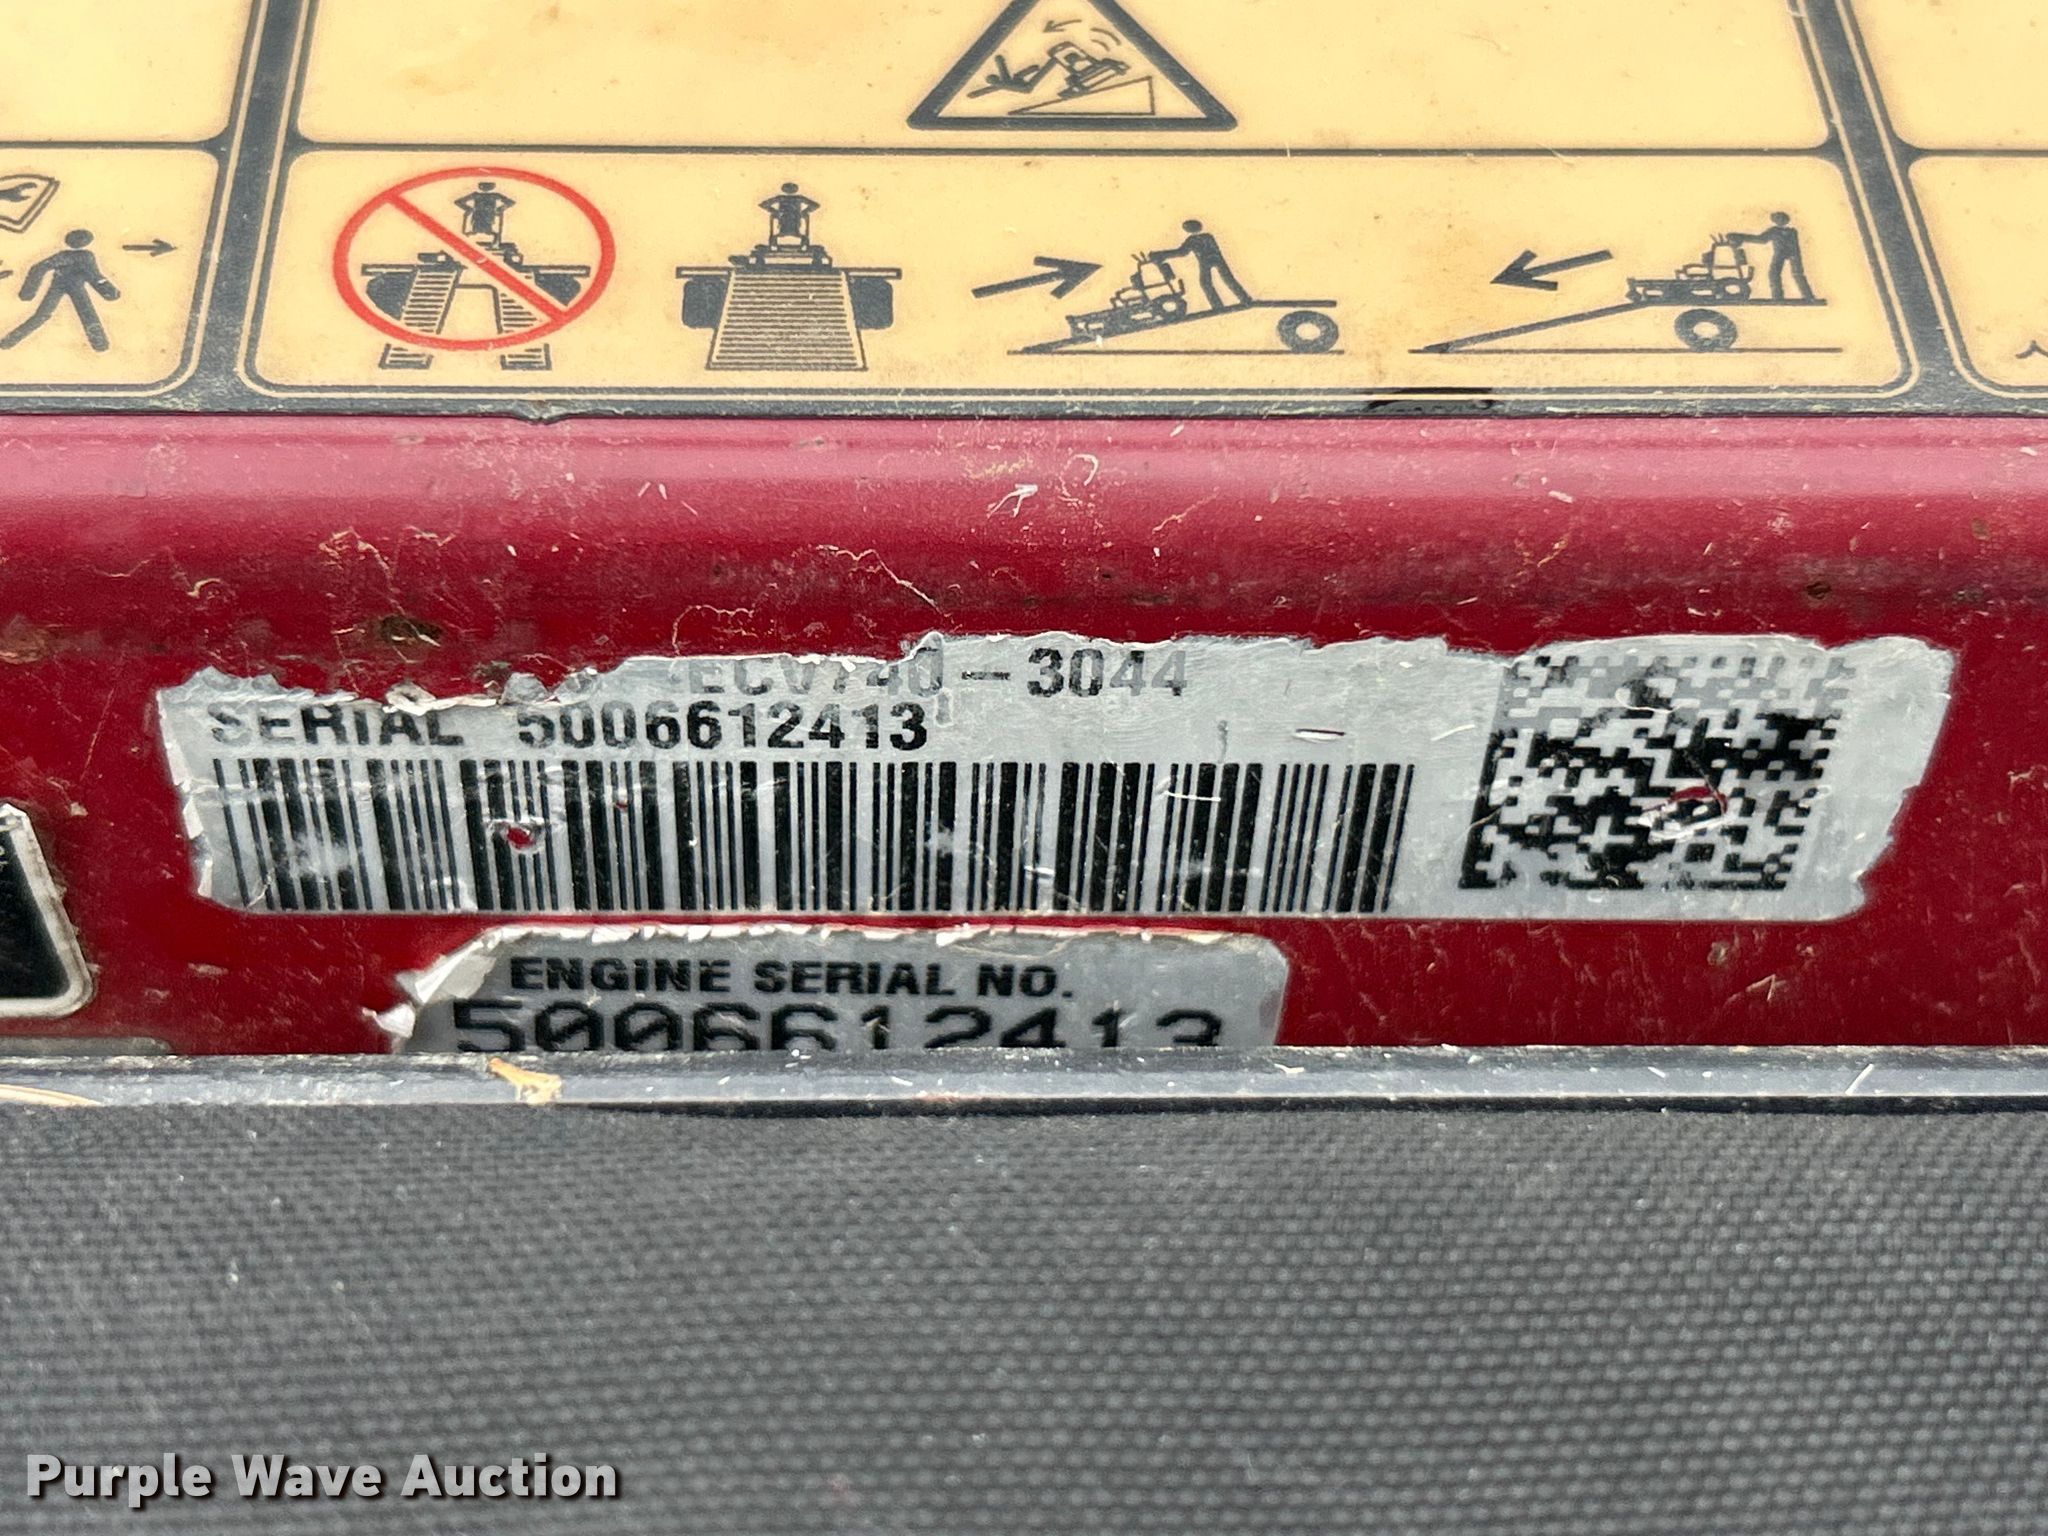 ECV740-3044
SERIAL 5006612413
ENGINE SERIAL NO.
5006612413
Purple Wave Auction